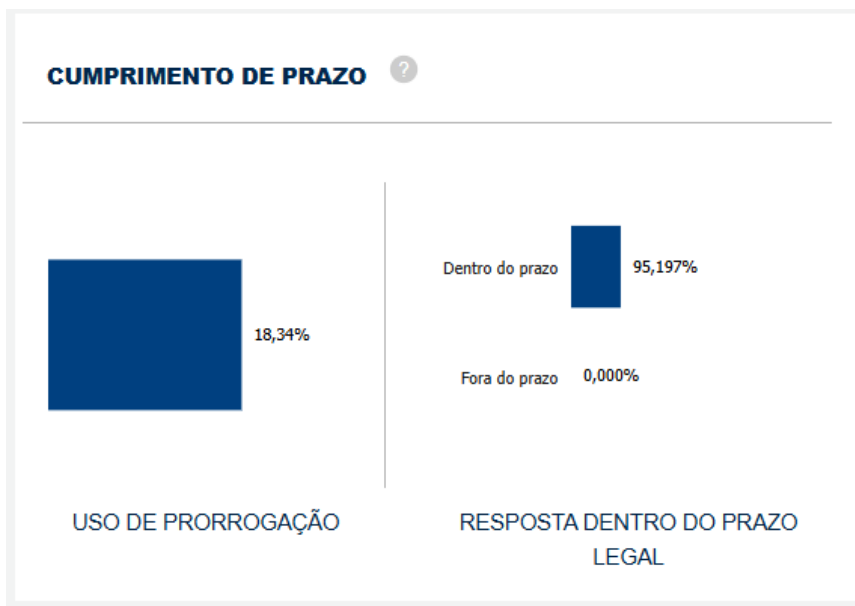 CUMPRIMENTO DE PRAZO ?
18,34%
USO DE PRORROGAÇÃO
Dentro do prazo 95,197%
Fora do prazo 0,000%
RESPOSTA DENTRO DO PRAZO
LEGAL